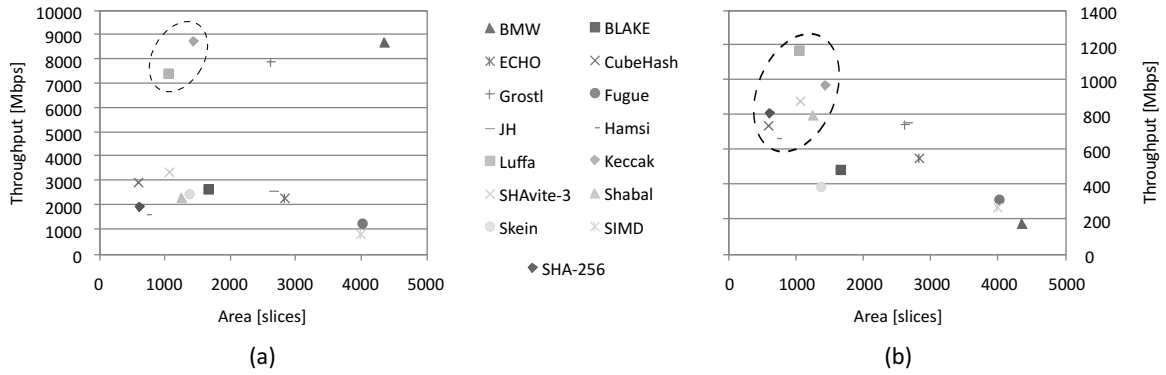 Throughput [Mbps]
10000
9000
8000
7000
6000
5000
4000
3000
2000
1000
0
0 1000 2000 3000 4000 5000
Area [slices]
(a)
BMW BLAKE
ECHO CubeHash
Grostl Fugue
JH Hamsi
Luffa Keccak
SHAvite-3 Shabal
Skein SIMD
SHA-256
1400
1200
1000
800
600
400
200
0
Throughput [Mbps]
0 1000 2000 3000 4000 5000
Area [slices]
(b)